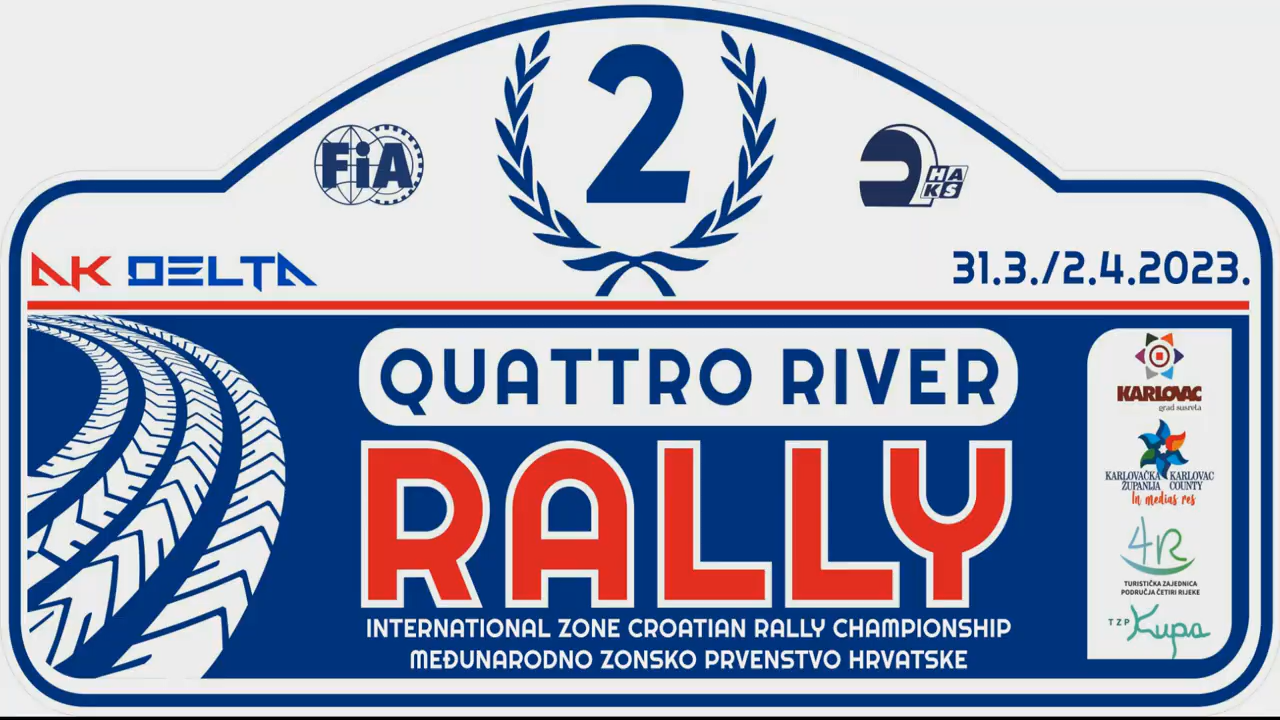 2
FiA
HAKS
AK DELTA
31.3./2.4.2023.
QUATTRO RIVER
RALLY
INTERNATIONAL ZONE CROATIAN RALLY CHAMPIONSHIP
MEĐUNARODNO ZONSKO PRVENSTVO HRVATSKE
KARLOVAC
grad susreta
KARLOVAČKA KARLOVAC
ŽUPANIJA COUNTY
In medias res
4R
TURISTIČKA ZAJEDNICA
PODRUČJA ČETIRI RIJEKE
TZP Kupa